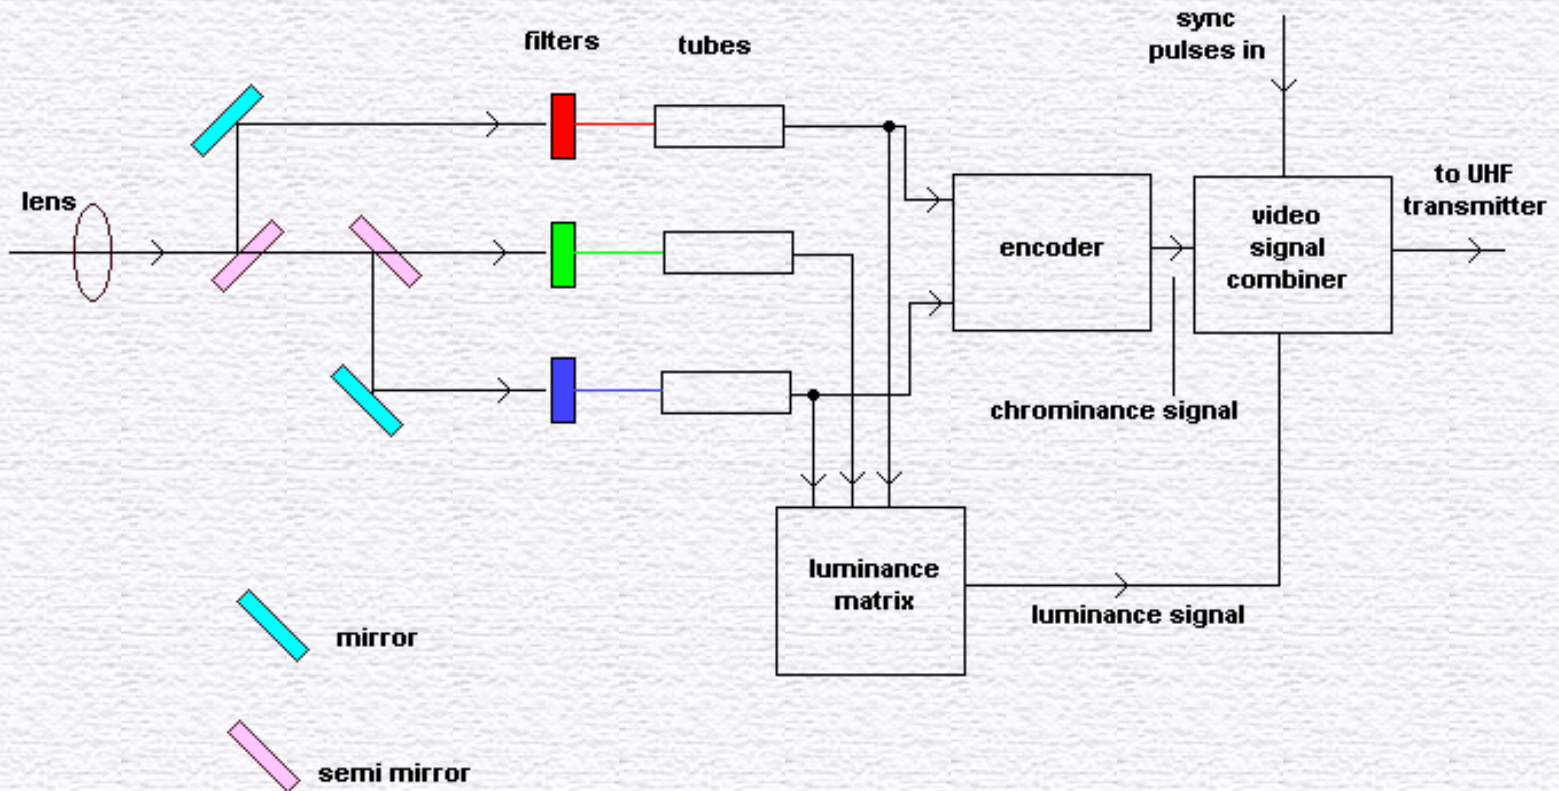 sync
pulses in
filters
tubes
lens
to UHF
transmitter
video
signal
combiner
encoder
chrominance signal
luminance
matrix
luminance signal
mirror
semi mirror